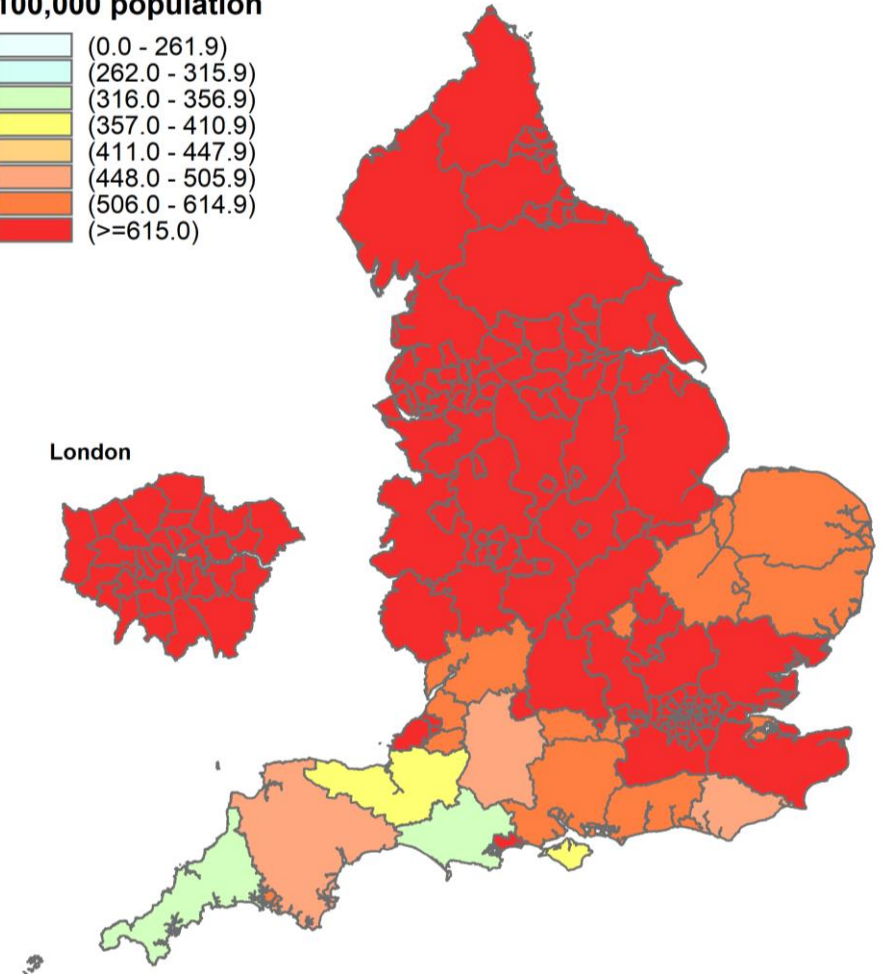 100,000 population
(0.0 - 261.9)
(262.0 - 315.9)
(316.0 - 356.9)
(357.0 - 410.9)
(411.0 - 447.9)
(448.0 - 505.9)
(506.0 - 614.9)
(>=615.0)
London